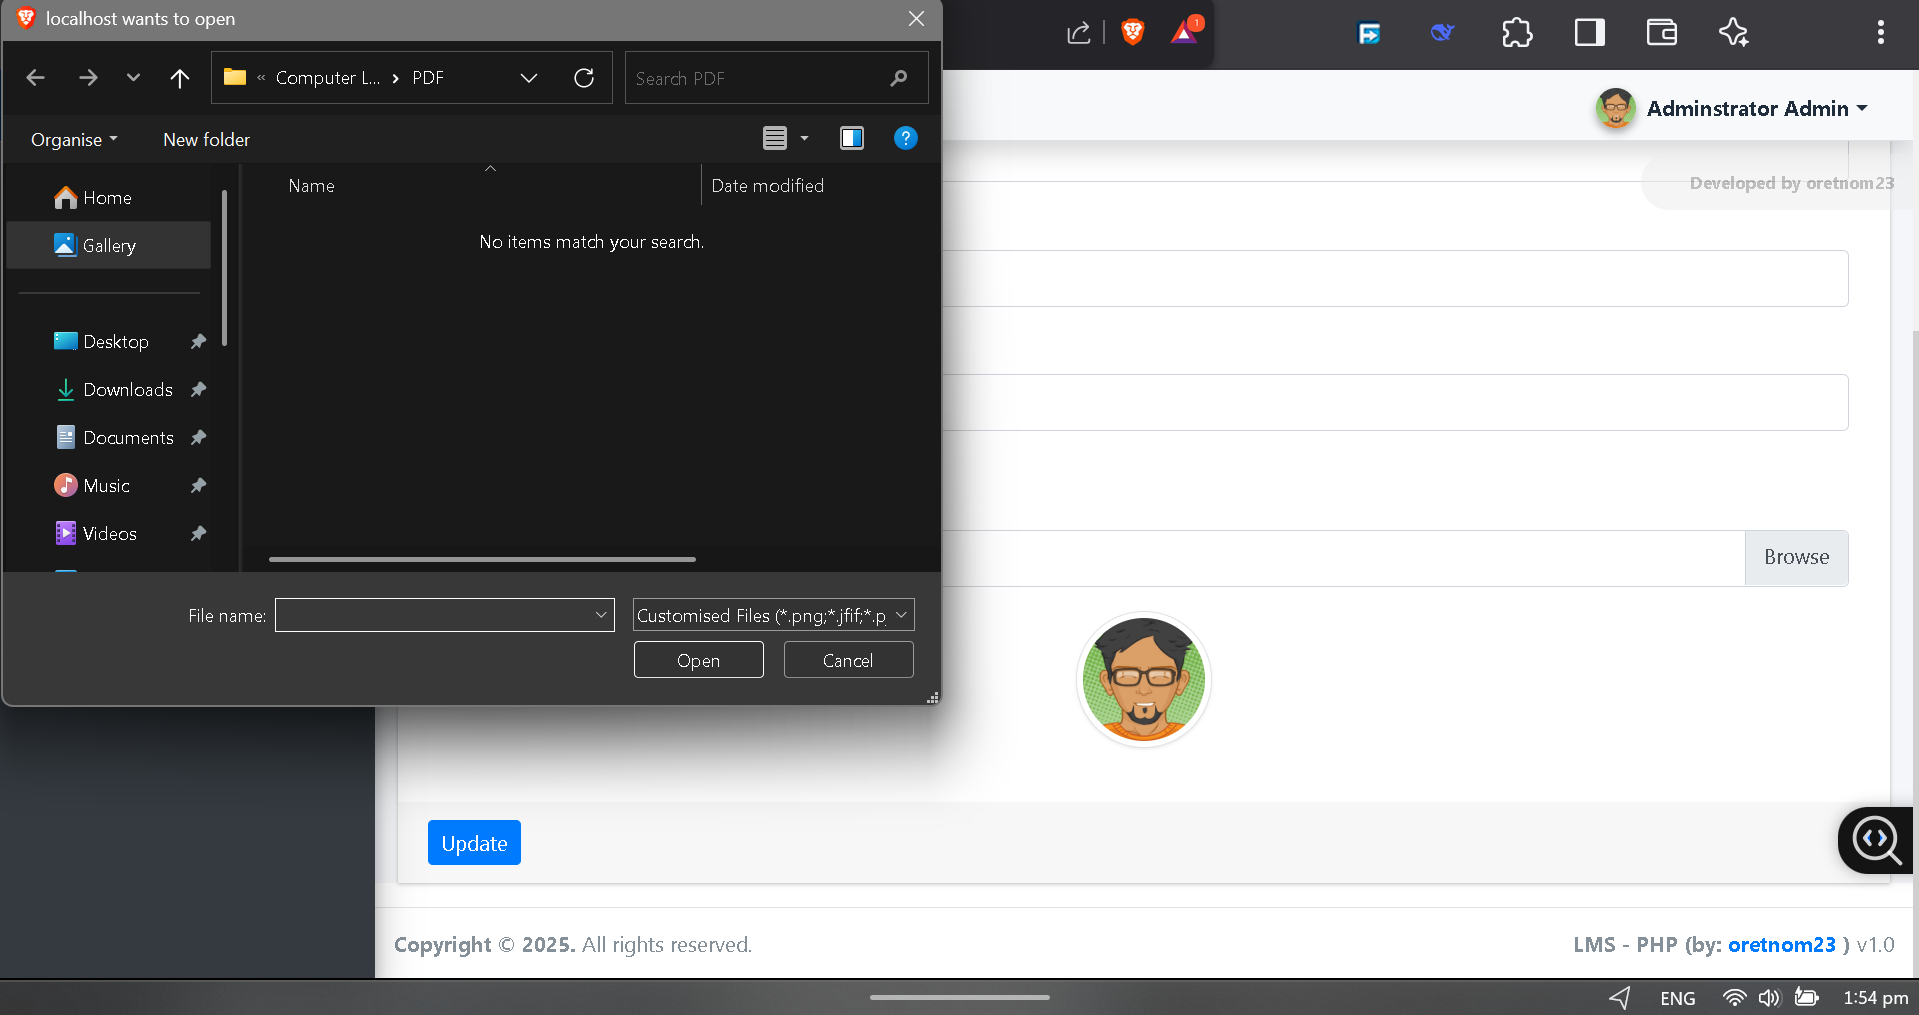 localhost wants to open
« Computer L... › PDF
Search PDF
Organise
New folder
Name
Date modified
No items match your search.
Home
Gallery
Desktop
Downloads
Documents
Music
Videos
File name:
Customised Files (*.png;*.jfif;*.p
Open
Cancel
1
Adminstrator Admin
Developed by oretnom23
Browse
Update
Copyright © 2025. All rights reserved.
LMS - PHP (by: oretnom23 ) v1.0
ENG
1:54 pm